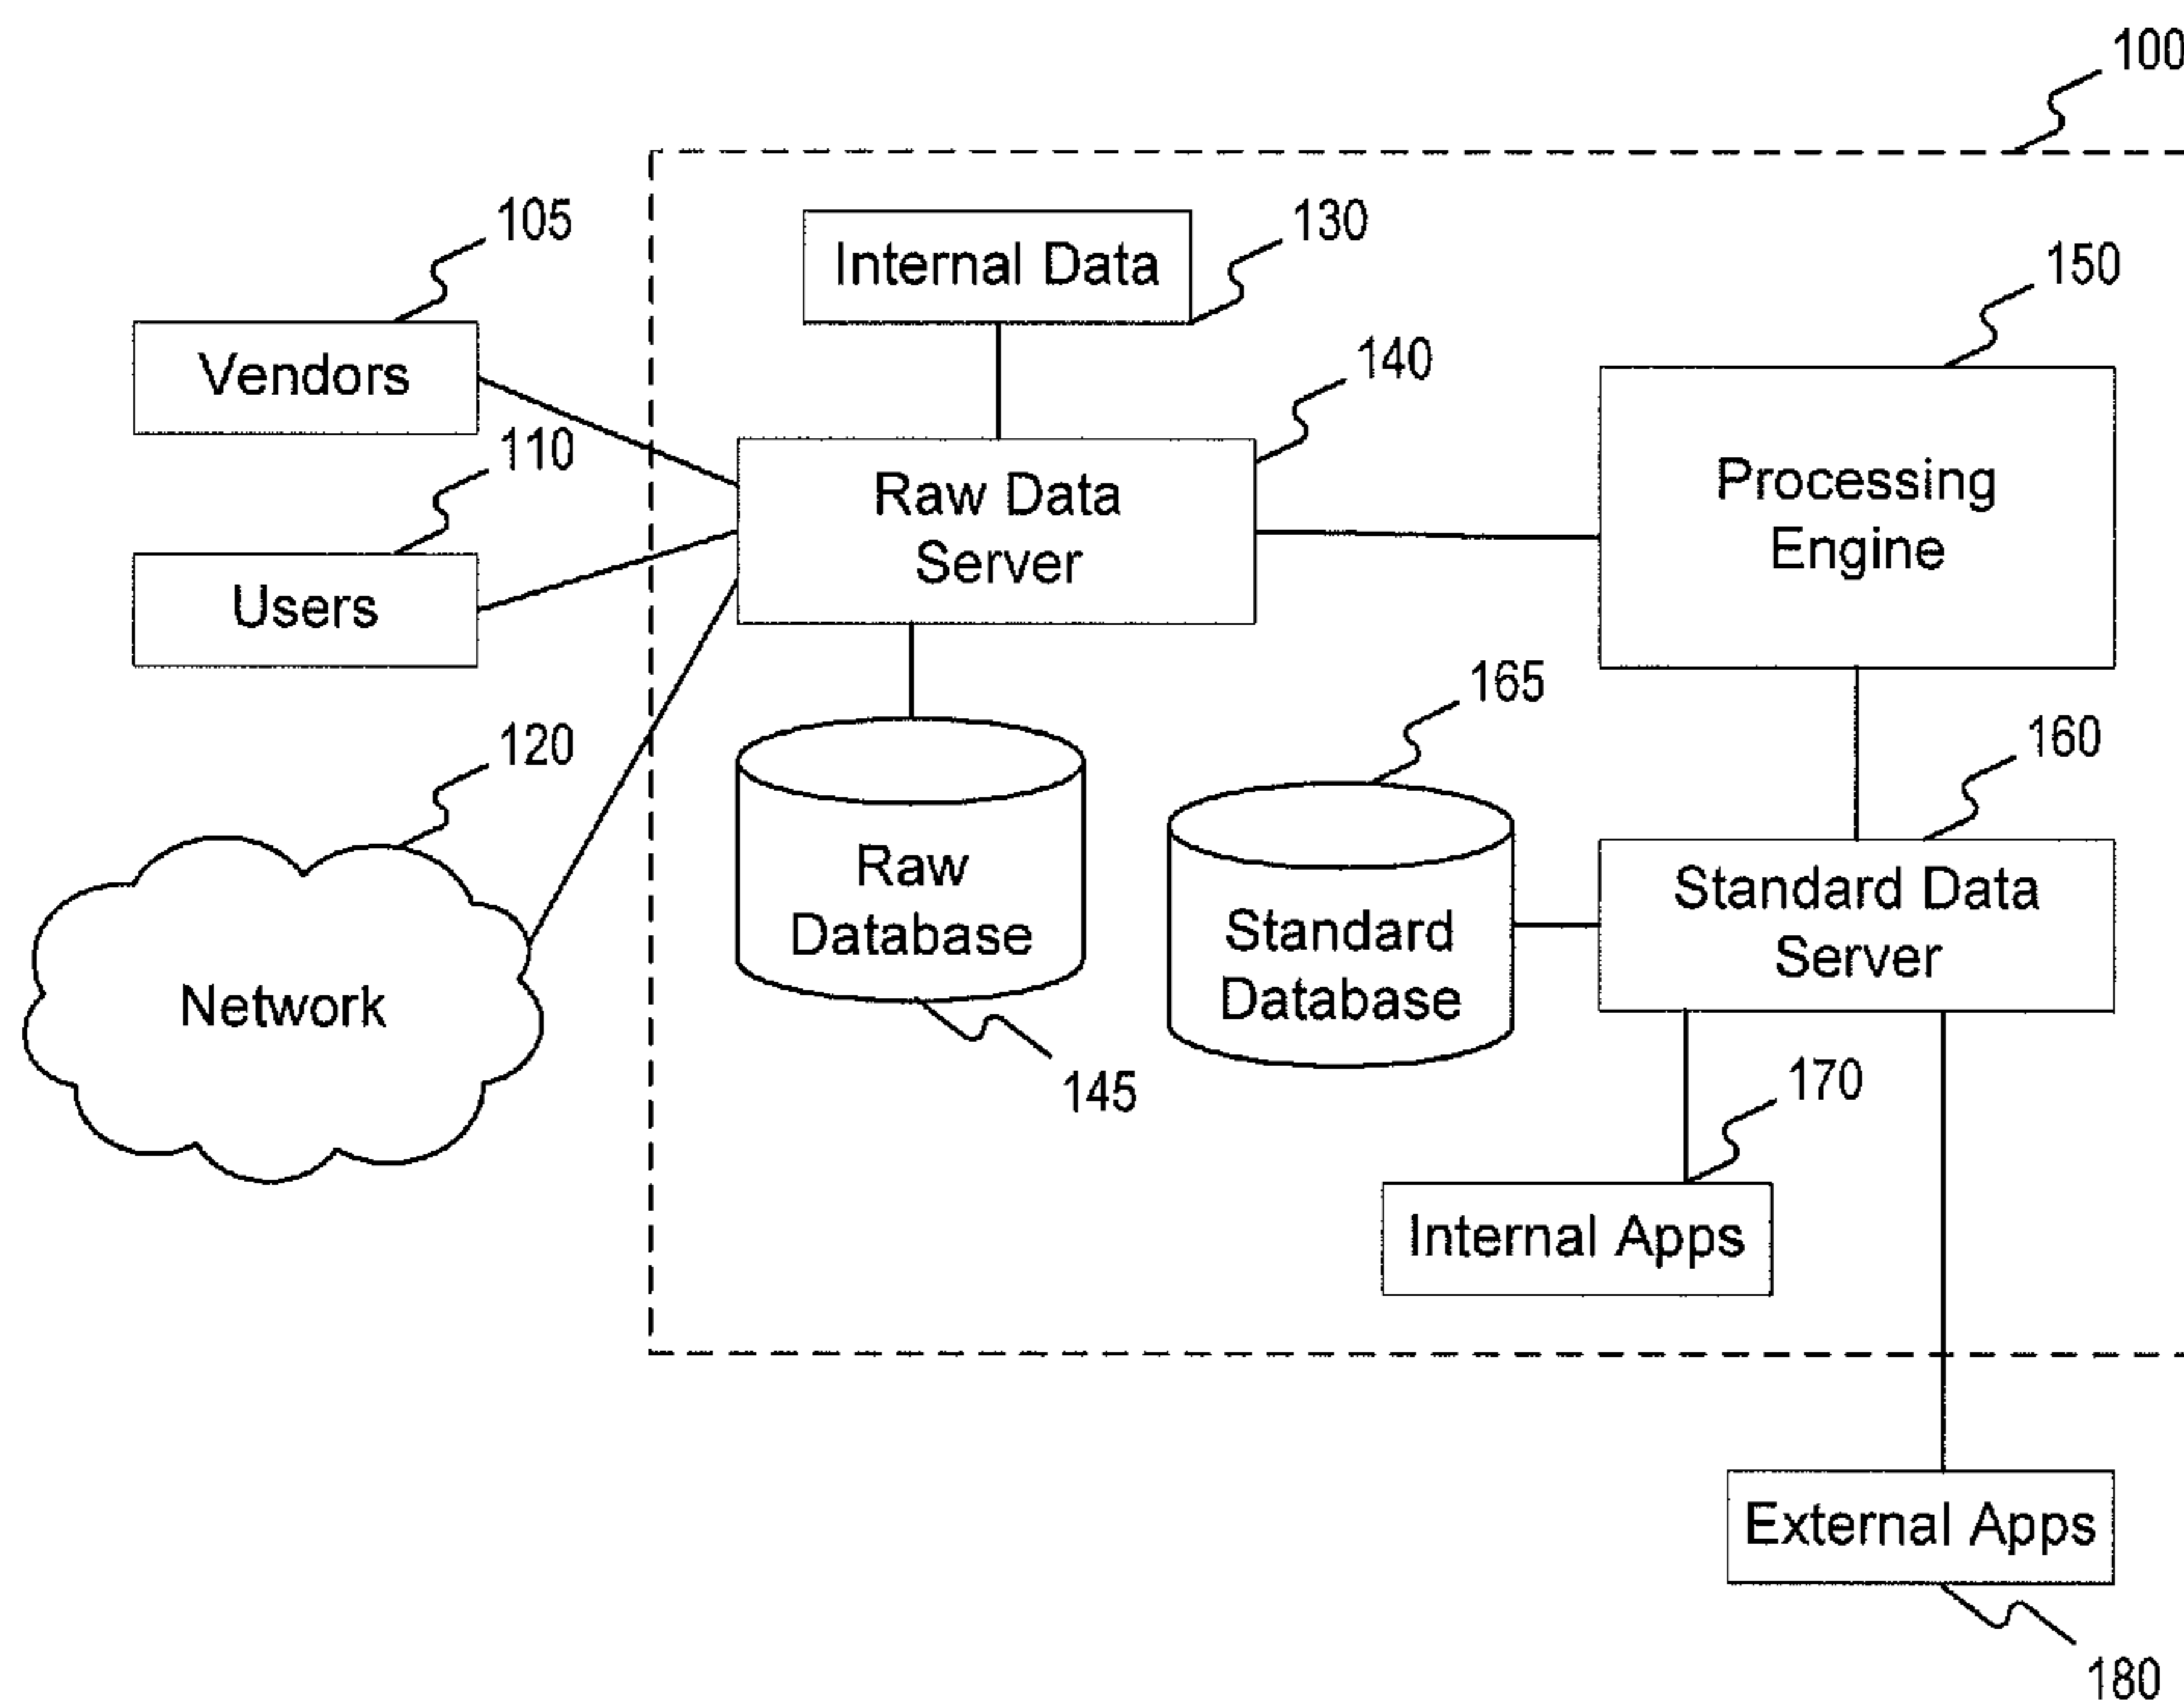 100
105
130
Internal Data
150
Vendors
140
110
Raw Data
Server
Processing
Engine
Users
165
120
160
Raw
Database
Standard
Database
Standard Data
Server
Network
145
170
Internal Apps
External Apps
180